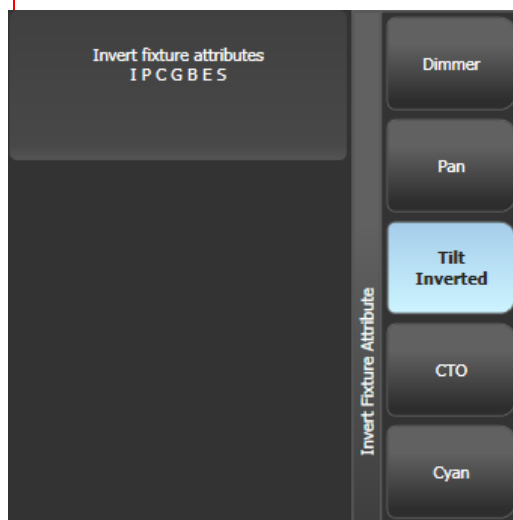 Invert fixture attributes
I P C G B E S
Invert Fixture Attribute
Dimmer
Pan
Tilt
Inverted
CTO
Cyan